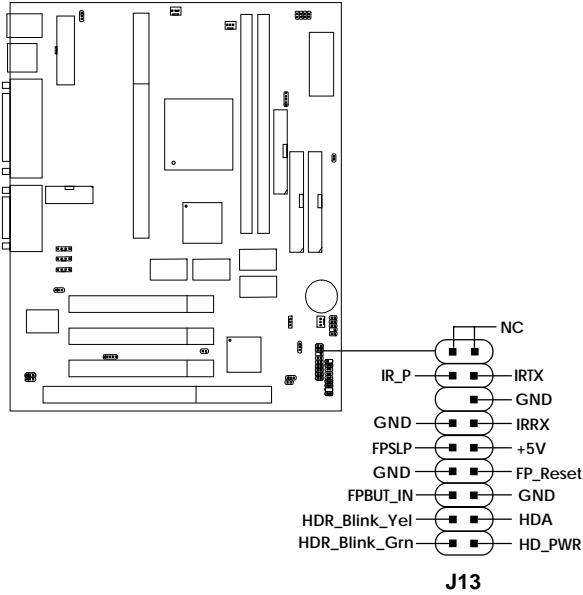 NC
IR_P IRTX
GND
GND IRRX
FPSLP +5V
GND FP_Reset
FPBUT_IN GND
HDR_Blink_Yel HDA
HDR_Blink_Grn HD_PWR
J13